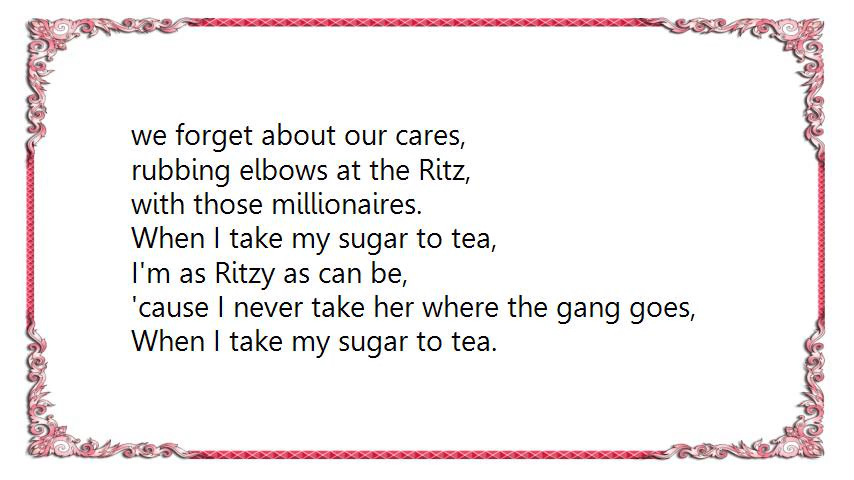 we forget about our cares,
rubbing elbows at the Ritz,
with those millionaires.
When I take my sugar to tea,
I'm as Ritzy as can be,
'cause I never take her where the gang goes,
When I take my sugar to tea.